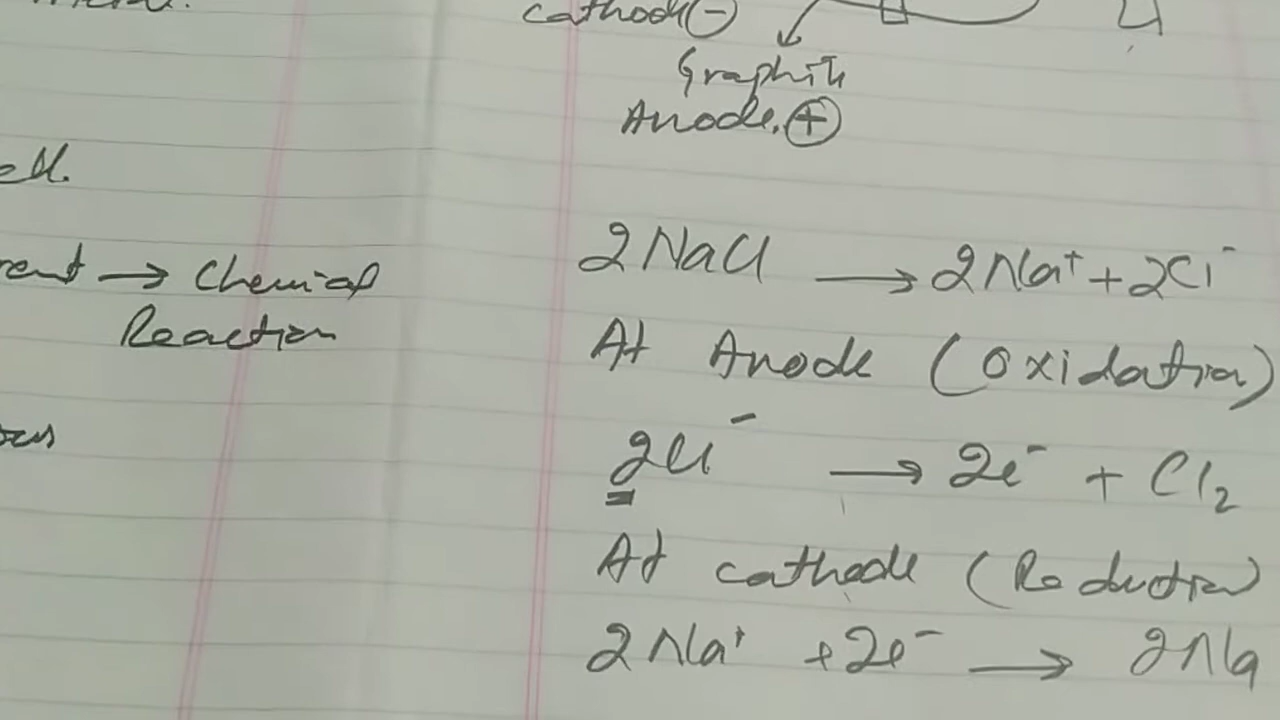 cathode(-)
Graphite
Anode. (+)
ell.
rent → Chemical
Reaction
2NaCl → 2Na⁺ + 2Cl⁻
At Anode (Oxidation)
2Cl⁻ → 2e⁻ + Cl₂
At cathode (Reduction)
2Na⁺ + 2e⁻ → 2Na